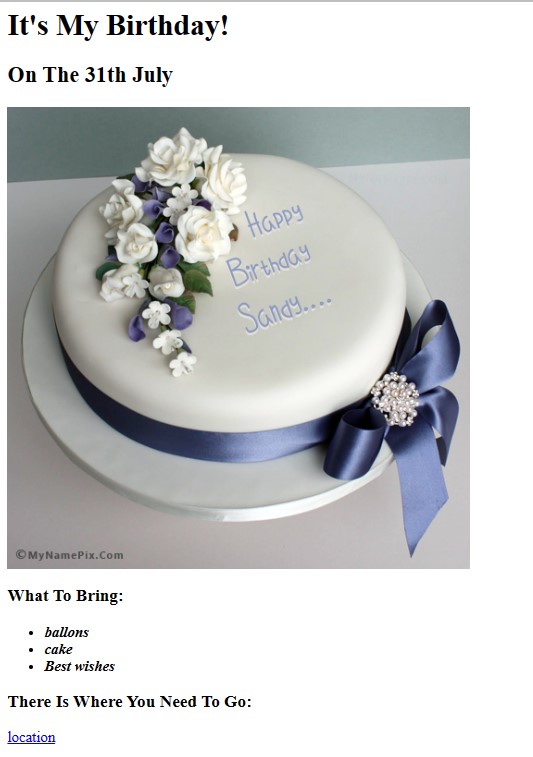 It's My Birthday!
On The 31th July
Happy
Birthday
Sandy....
©MyNamePix.Com
What To Bring:
ballons
cake
Best wishes
There Is Where You Need To Go:
location